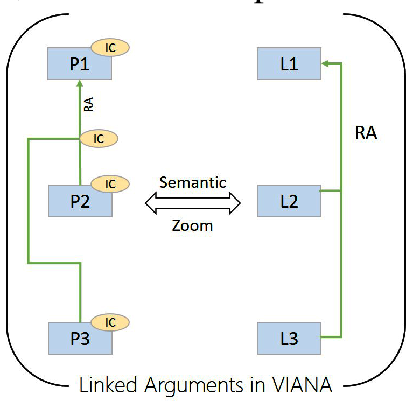 IC
P1
L1
RA
RA
IC
IC
P2
Semantic
Zoom
L2
IC
P3
L3
Linked Arguments in VIANA